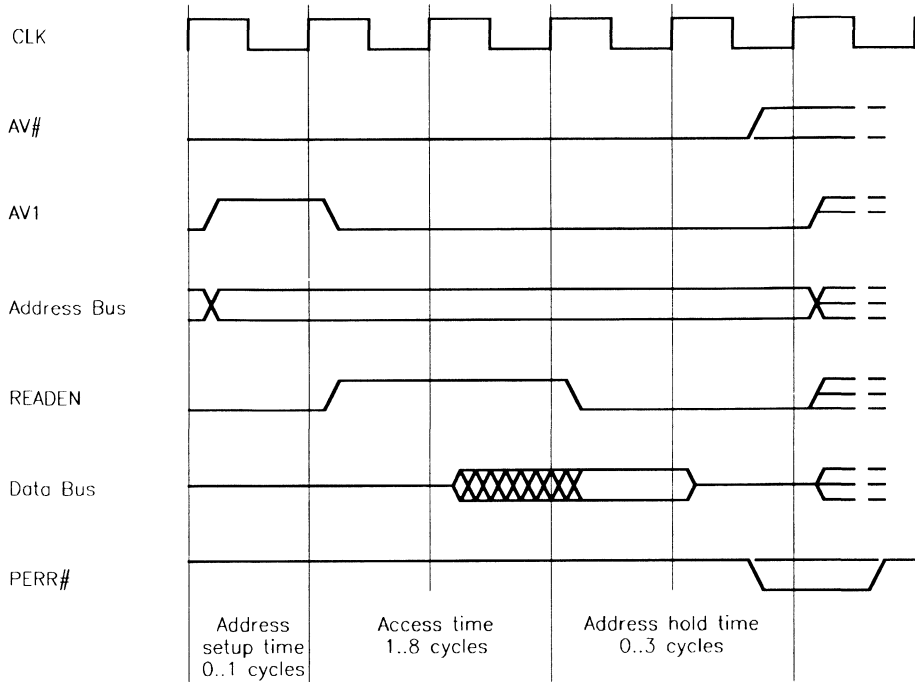 CLK
AV#
AV1
Address Bus
READEN
Data Bus
PERR#
Address
setup time
0..1 cycles
Access time
1..8 cycles
Address hold time
0..3 cycles